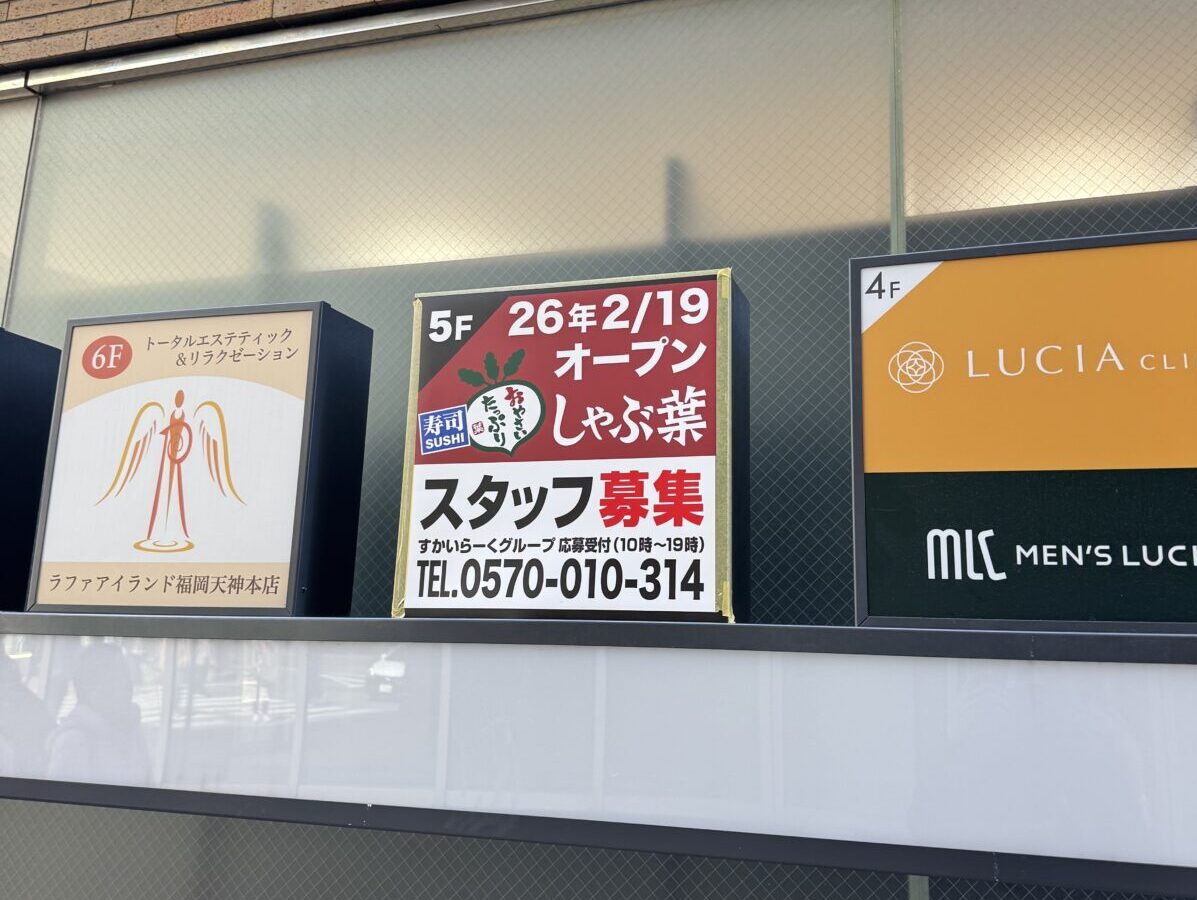 6F
トータルエステティック
&リラクゼーション
ラファアイランド福岡天神本店
5F
26年2/19
オープン
寿司
SUSHI
おやさい
たっぷり
葉
しゃぶ葉
スタッフ募集
すかいらーくグループ 応募受付(10時〜19時)
TEL.0570-010-314
4F
LUCIA CLI
MLC MEN'S LUCI